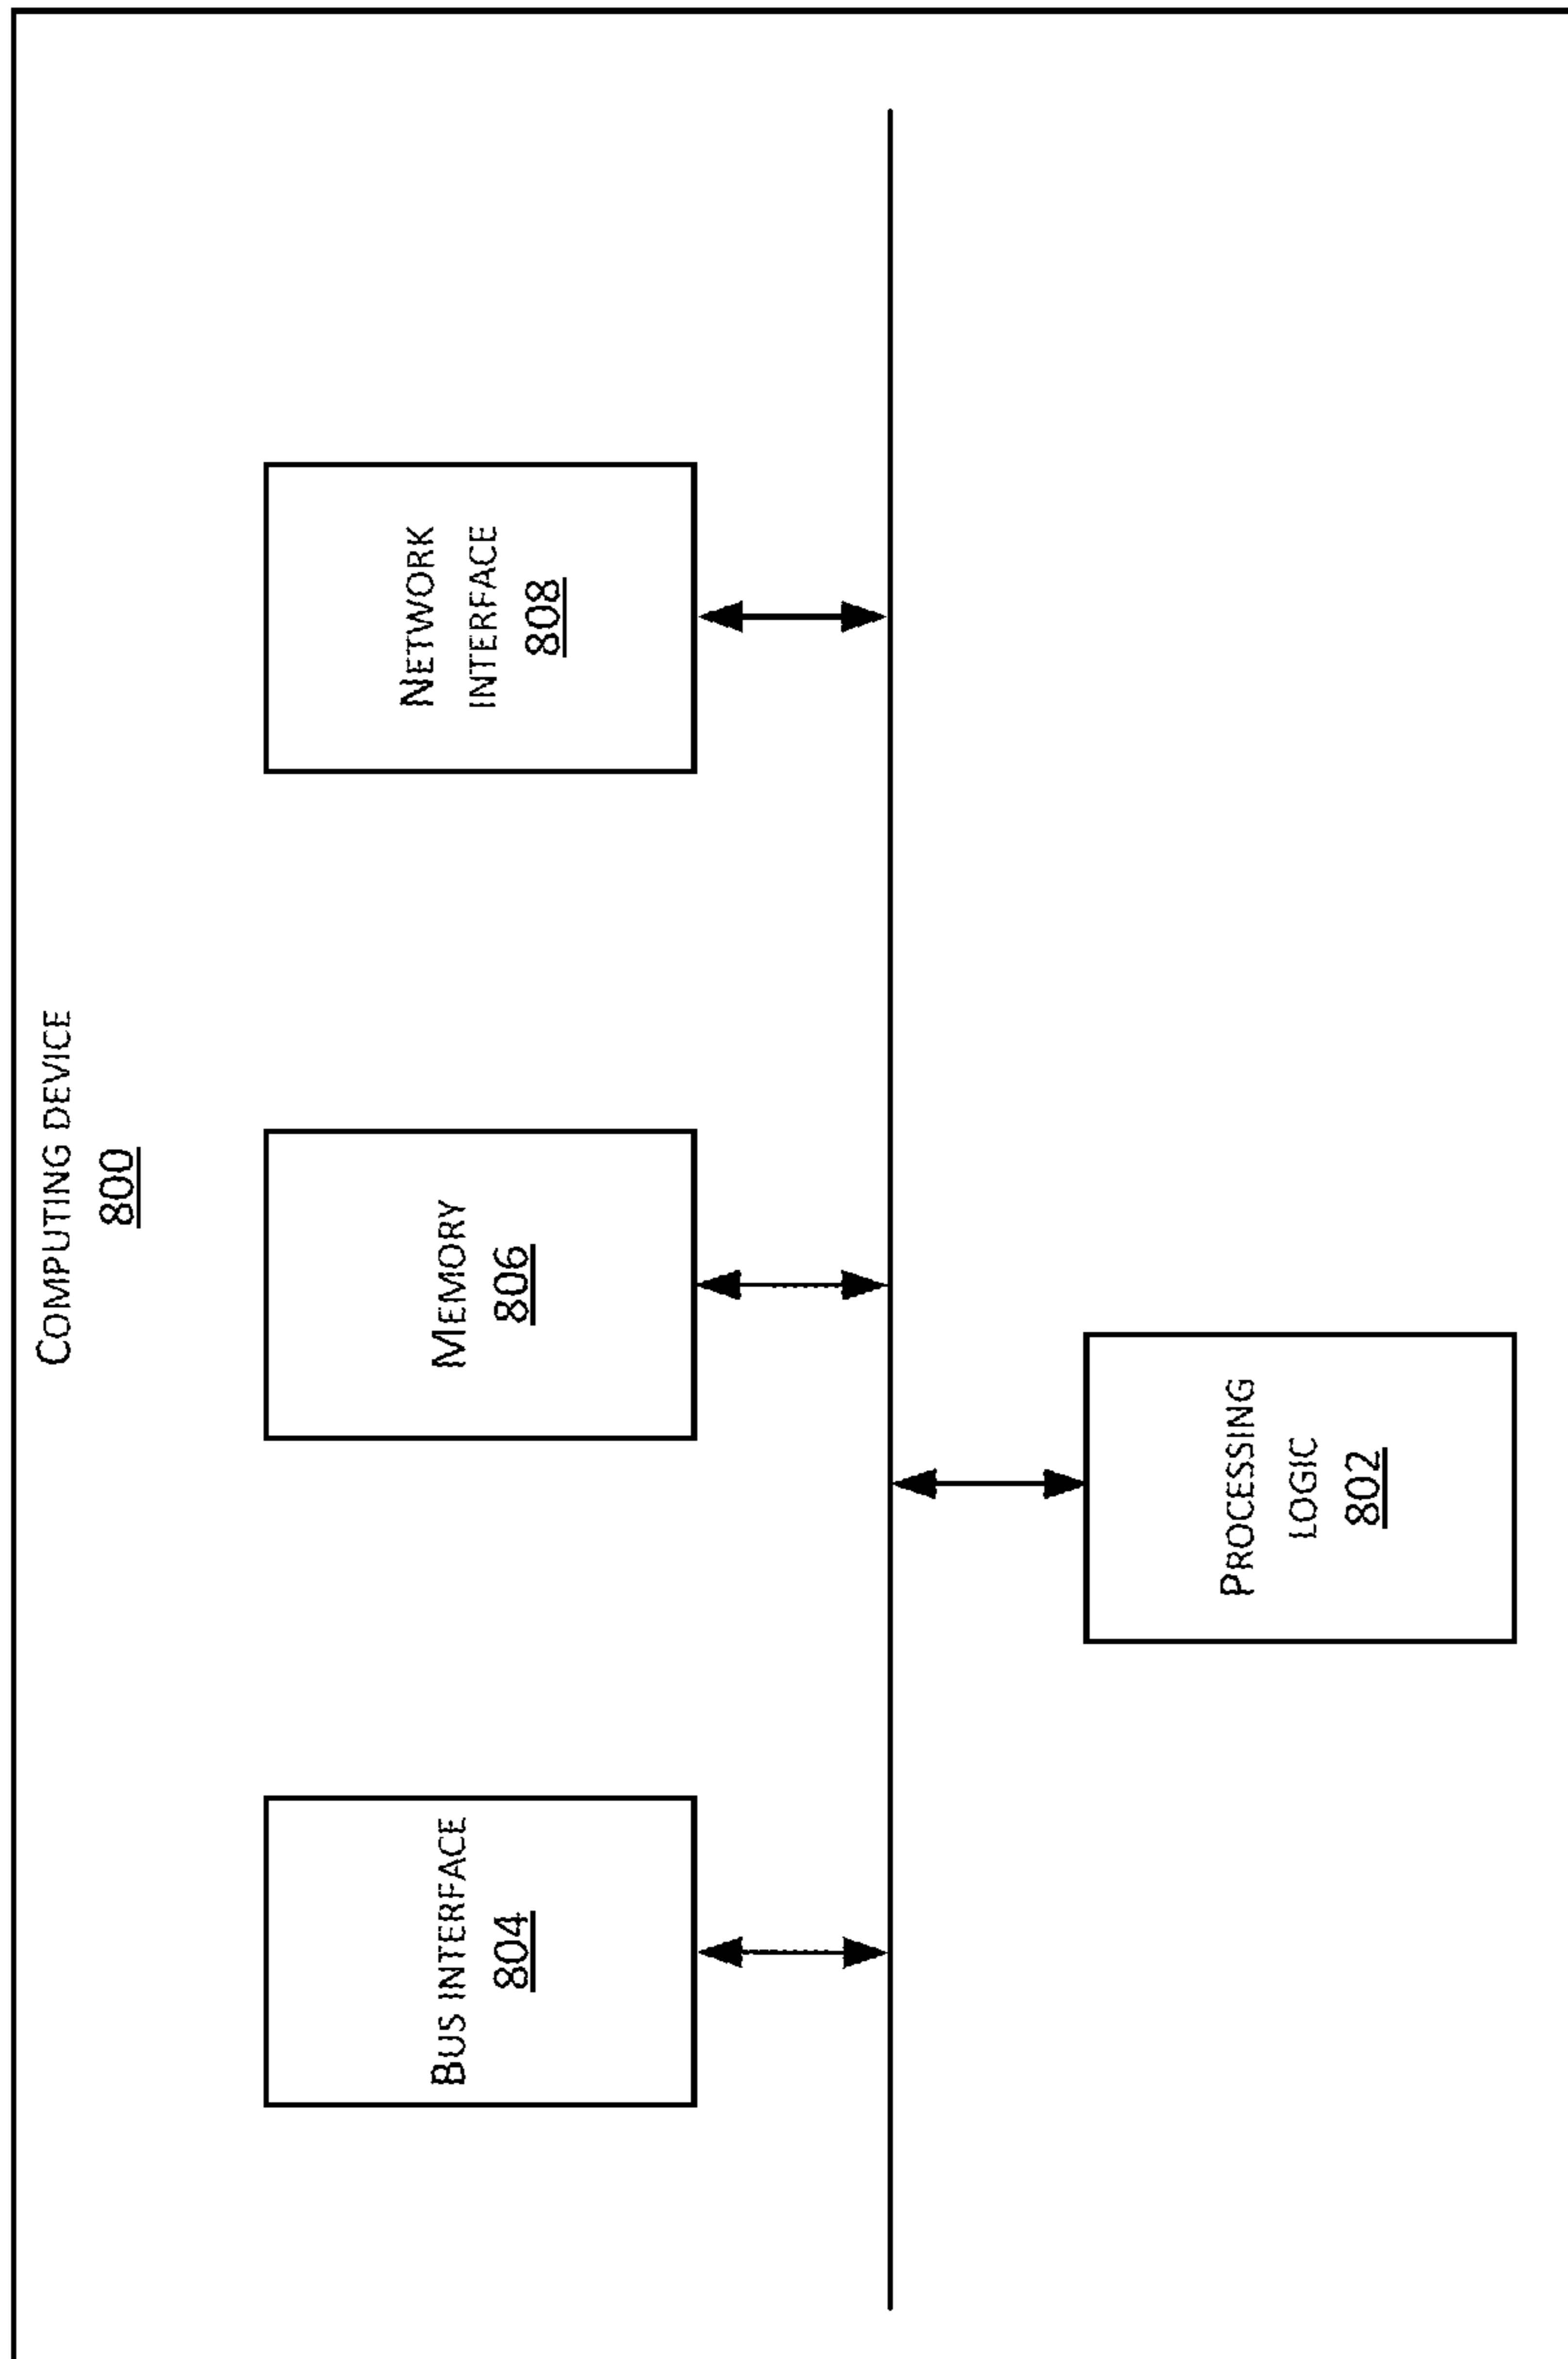 COMPUTING DEVICE
800
BUS INTERFACE
804
MEMORY
806
NETWORK
INTERFACE
808
PROCESSING
LOGIC
802